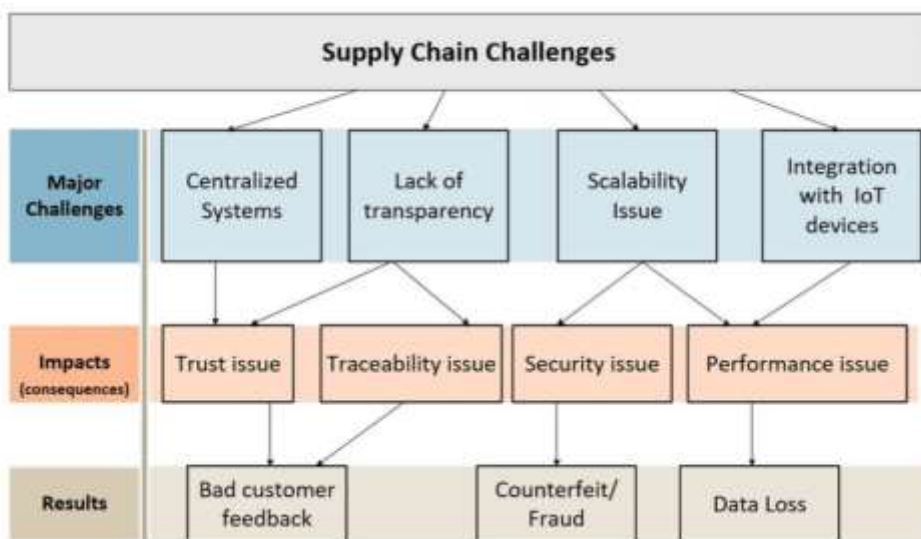 Supply Chain Challenges
Major
Challenges
Centralized
Systems
Lack of
transparency
Scalability
Issue
Integration
with IoT
devices
Impacts
(consequences)
Trust issue
Traceability issue
Security issue
Performance issue
Results
Bad customer
feedback
Counterfeit/
Fraud
Data Loss